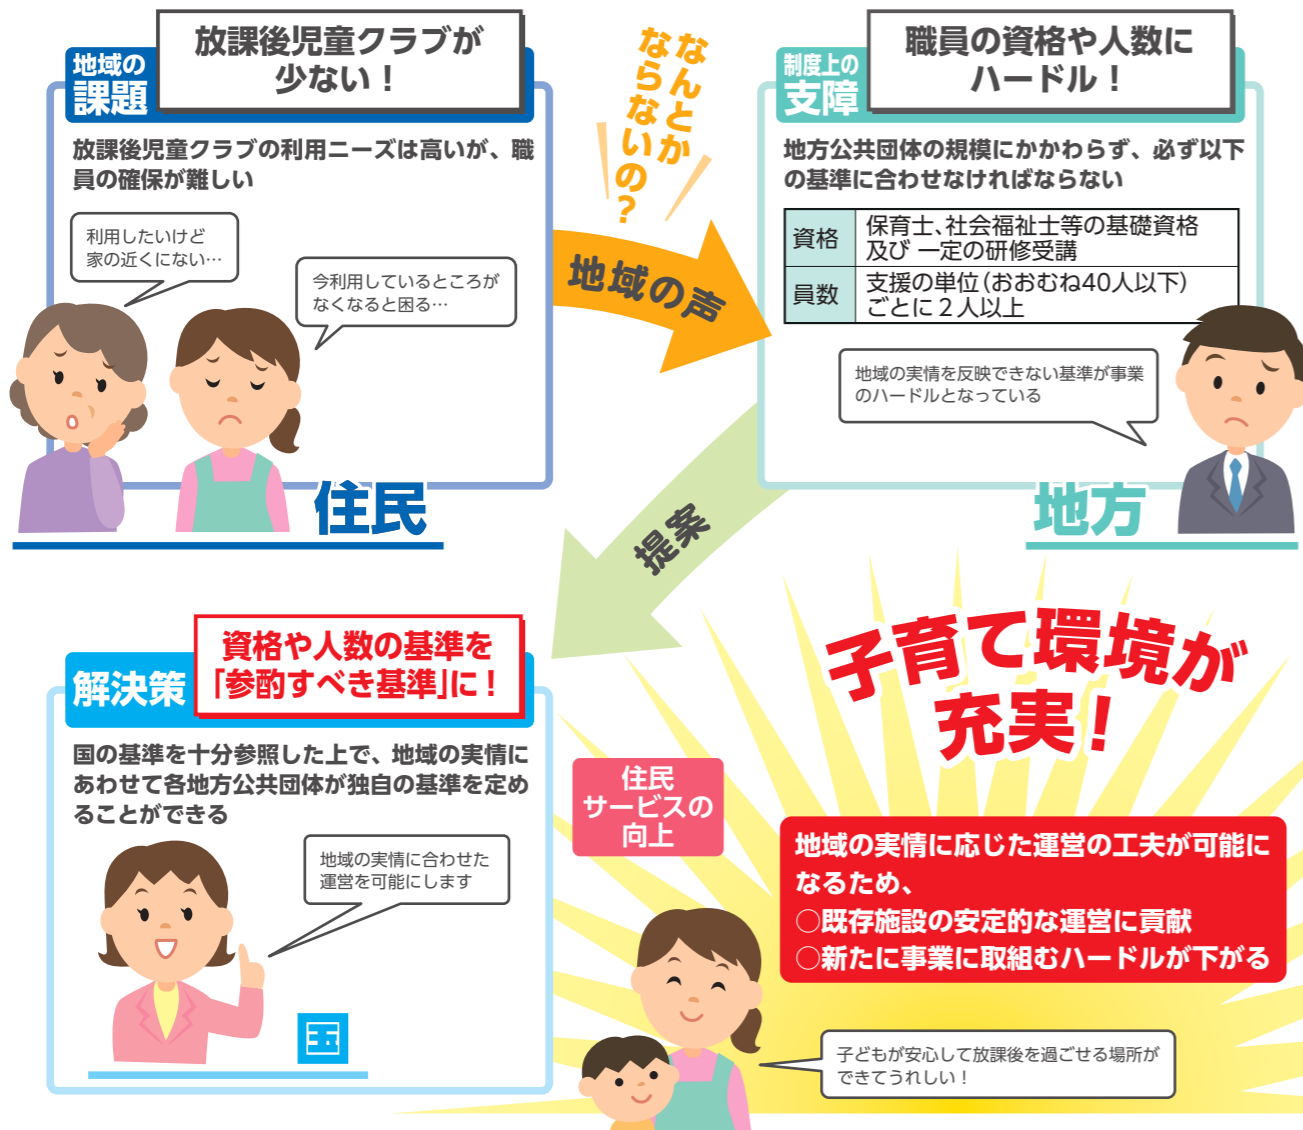 地域の
課題
放課後児童クラブが
少ない！
放課後児童クラブの利用ニーズは高いが、職
員の確保が難しい
利用したいけど
家の近くにない…
今利用しているところが
なくなると困る…
住民
なんとか
ならないの？
地域の声
制度上の
支障
職員の資格や人数に
ハードル！
地方公共団体の規模にかかわらず、必ず以下
の基準に合わせなければならない
資格
保育士、社会福祉士等の基礎資格
及び 一定の研修受講
員数
支援の単位（おおむね40人以下）
ごとに２人以上
地域の実情を反映できない基準が事業
のハードルとなっている
地方
提案
解決策
資格や人数の基準を
「参酌すべき基準」に！
国の基準を十分参照した上で、地域の実情に
あわせて各地方公共団体が独自の基準を定め
ることができる
地域の実情に合わせた
運営を可能にします
国
子育て環境が
充実！
住民
サービスの
向上
地域の実情に応じた運営の工夫が可能に
なるため、
○既存施設の安定的な運営に貢献
○新たに事業に取組むハードルが下がる
子どもが安心して放課後を過ごせる場所が
できてうれしい！